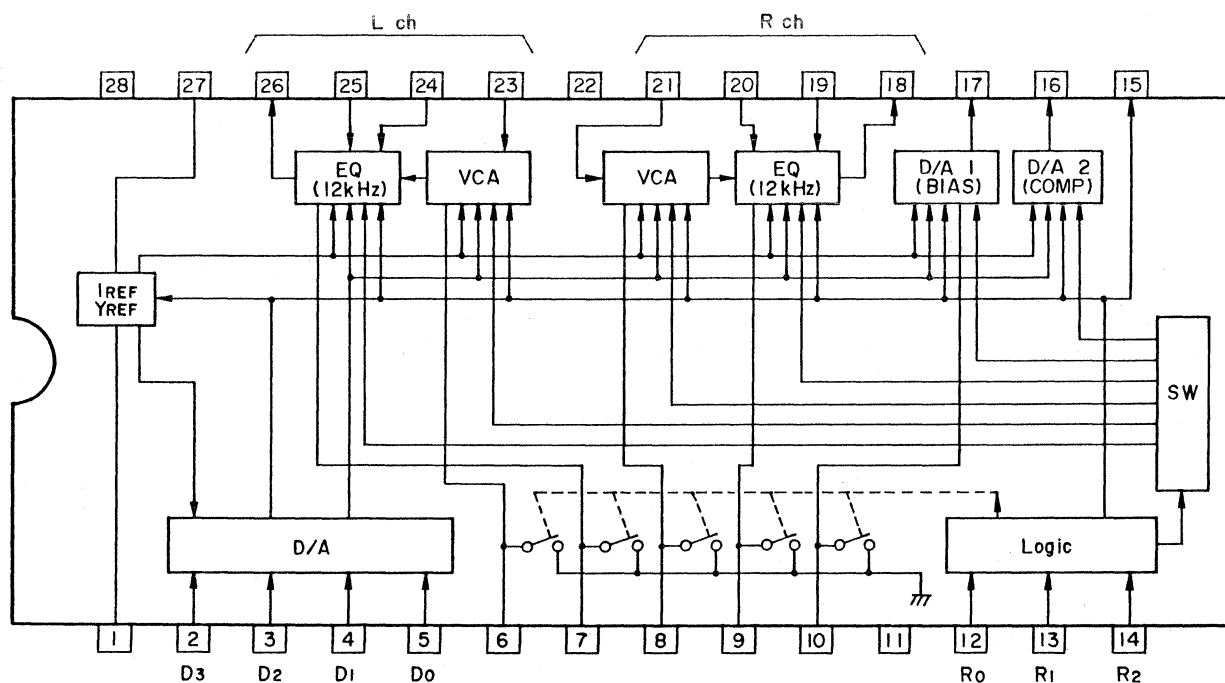 L ch
R ch
28 27 26 25 24 23 22 21 20 19 18 17 16 15
EQ
(12kHz)
VCA
VCA
EQ
(12kHz)
D/A 1
(BIAS)
D/A 2
(COMP)
IREF
YREF
SW
D/A
Logic
1 2 3 4 5 6 7 8 9 10 11 12 13 14
D3 D2 D1 D0 R0 R1 R2